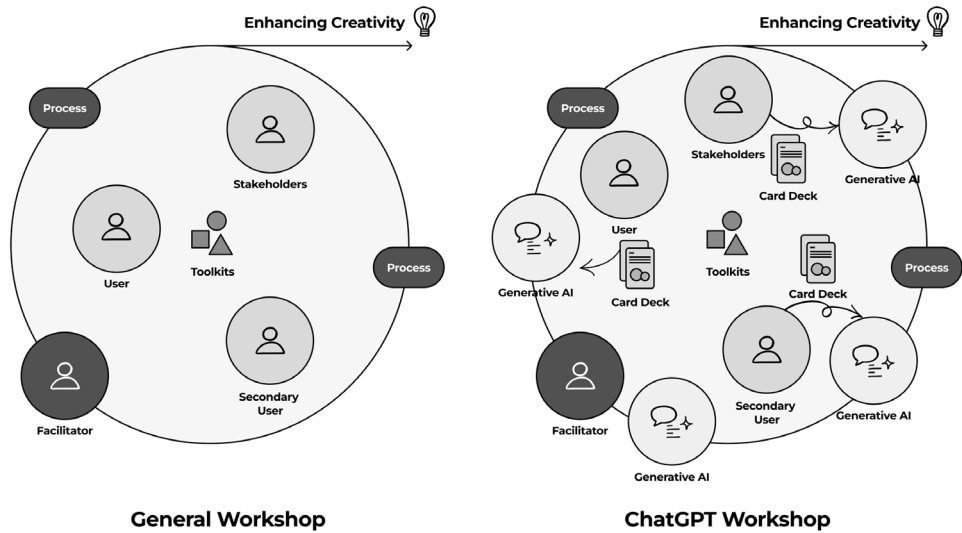 Enhancing Creativity
Process
Stakeholders
User
Toolkits
Process
Secondary
User
Facilitator
General Workshop
Enhancing Creativity
Process
Stakeholders
Generative AI
Card Deck
User
Toolkits
Process
Generative AI
Card Deck
Card Deck
Secondary
User
Generative AI
Facilitator
Generative AI
ChatGPT Workshop